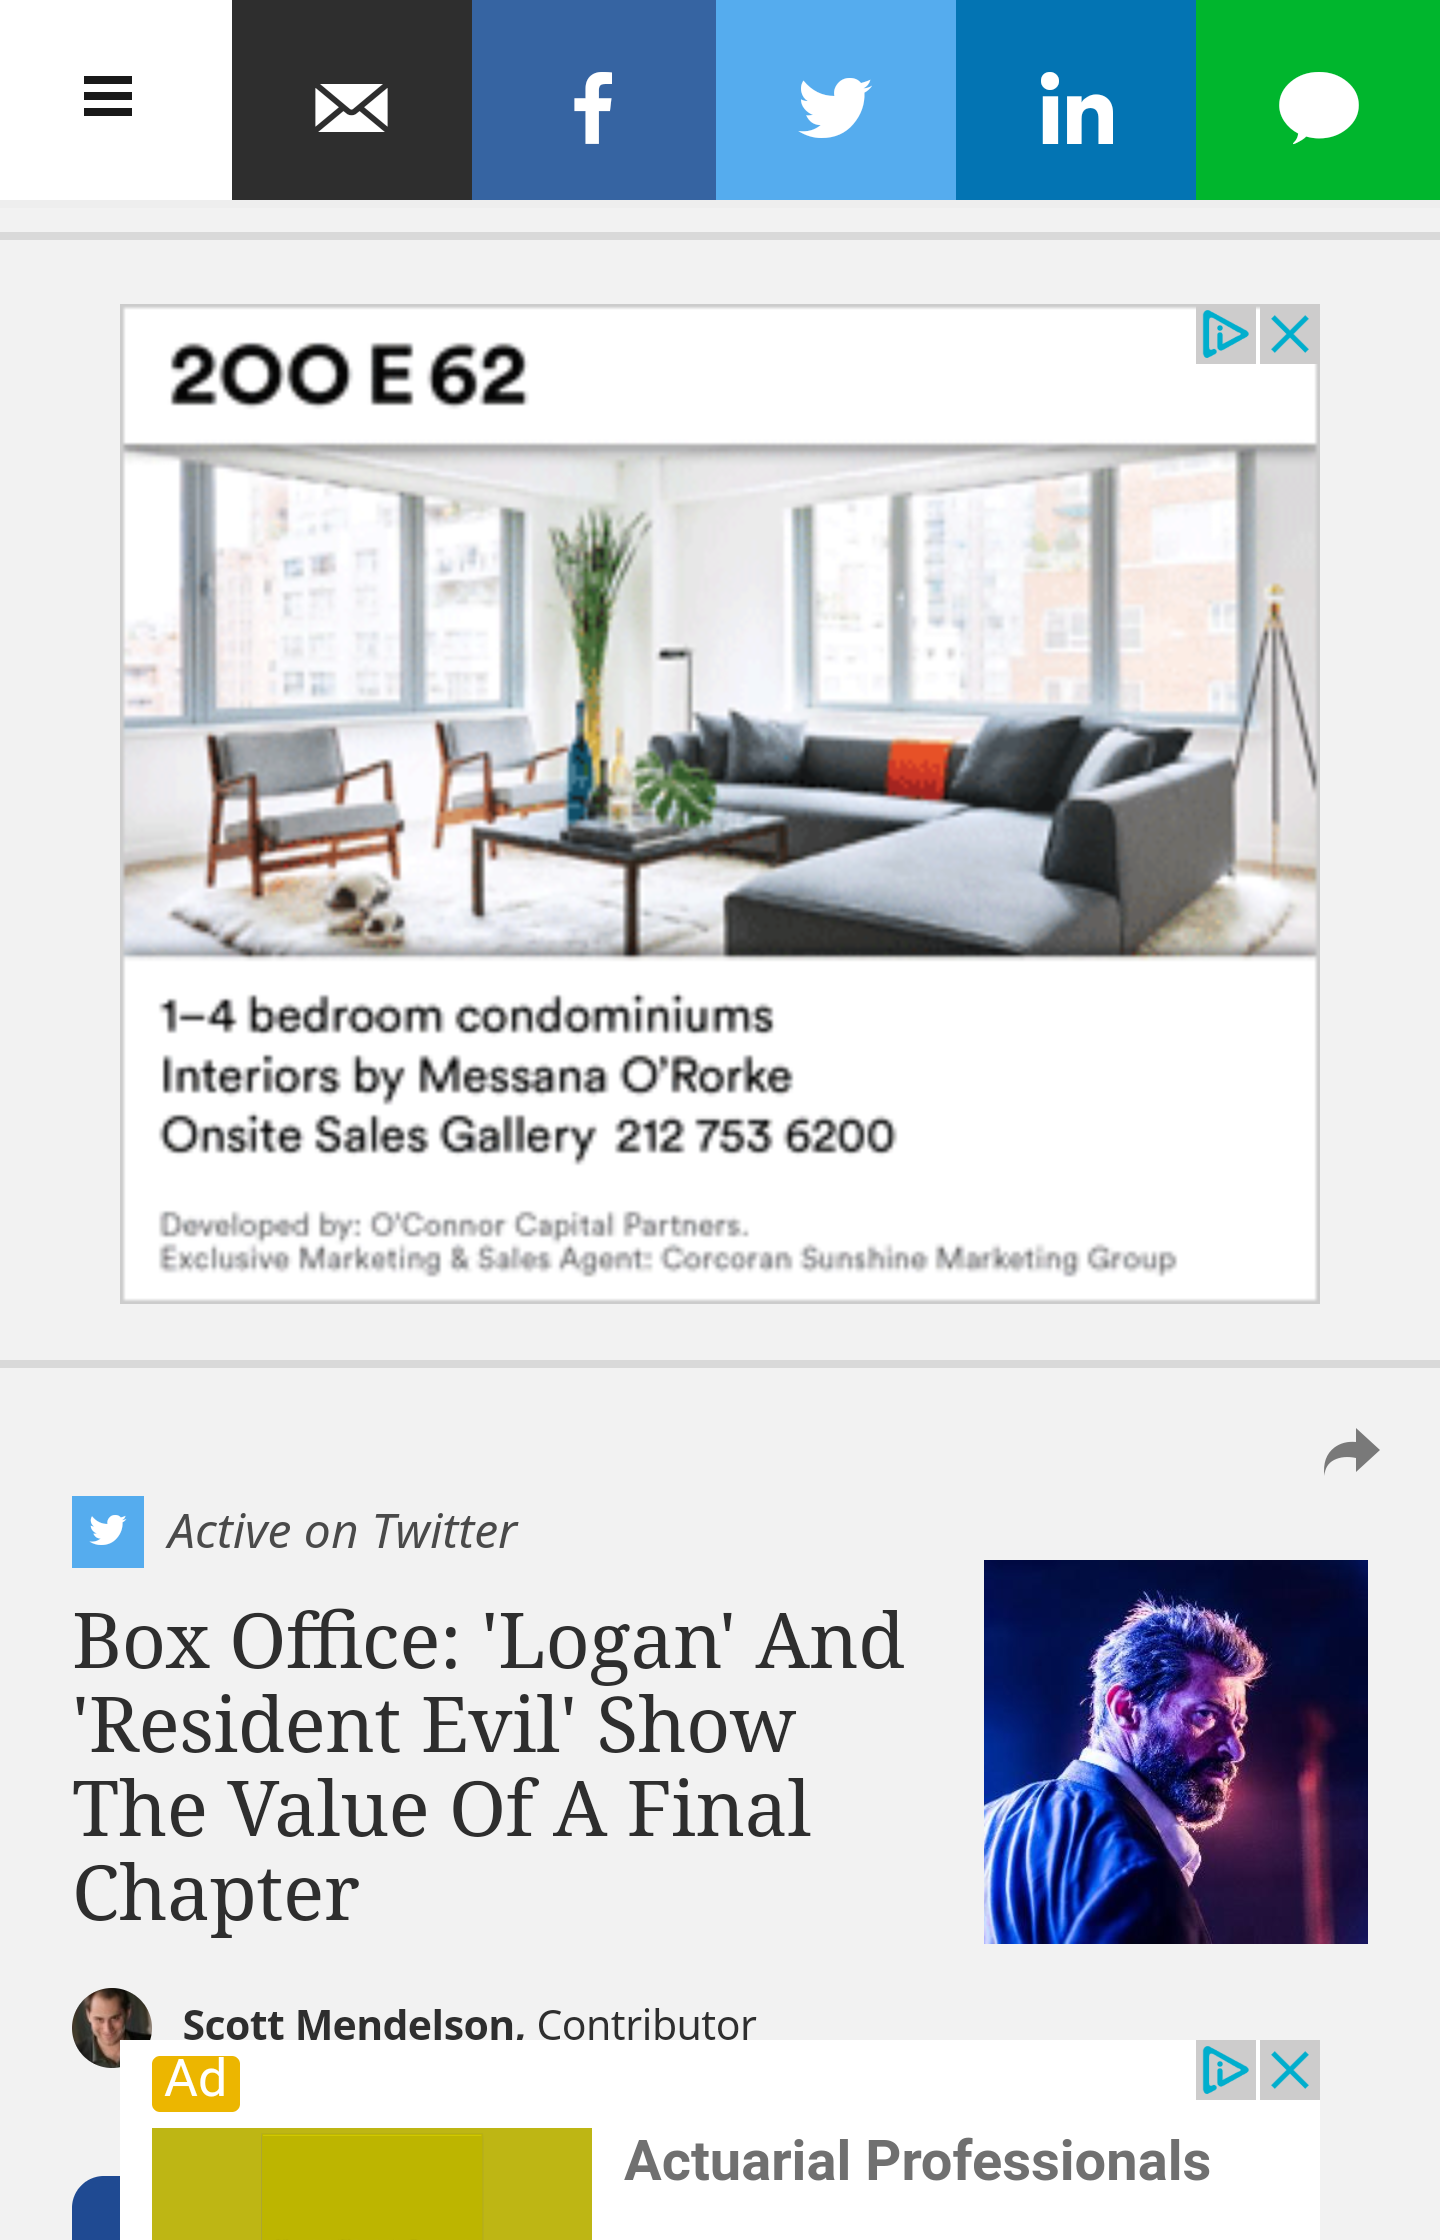 200 E 62
1–4 bedroom condominiums
Interiors by Messana O'Rorke
Onsite Sales Gallery 212 753 6200
Developed by: O'Connor Capital Partners.
Exclusive Marketing & Sales Agent: Corcoran Sunshine Marketing Group
Active on Twitter
Box Office: 'Logan' And
'Resident Evil' Show
The Value Of A Final
Chapter
Scott Mendelson, Contributor
Ad
Actuarial Professionals